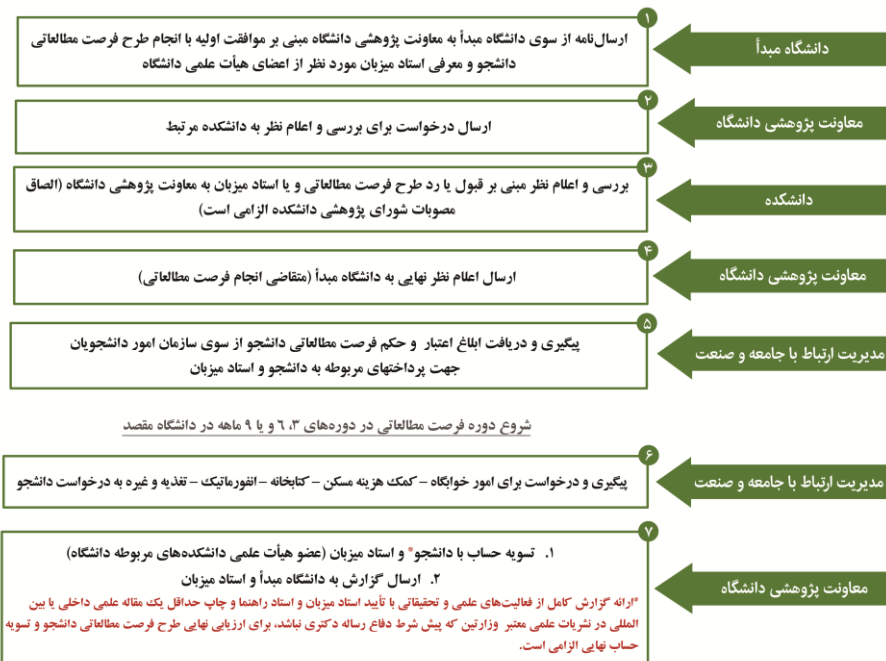 ۱
ارسال‌نامه از سوی دانشگاه مبدأ به معاونت پژوهشی دانشگاه مبنی بر موافقت اولیه با انجام طرح فرصت مطالعاتی
دانشجو و معرفی استاد میزبان مورد نظر از اعضای هیأت علمی دانشگاه
دانشگاه مبدأ
۲
ارسال درخواست برای بررسی و اعلام نظر به دانشکده مرتبط
معاونت پژوهشی دانشگاه
۳
بررسی و اعلام نظر مبنی بر قبول یا رد طرح فرصت مطالعاتی و یا استاد میزبان به معاونت پژوهشی دانشگاه (الصاق
مصوبات شورای پژوهشی دانشکده الزامی است)
دانشکده
۴
ارسال اعلام نظر نهایی به دانشگاه مبدأ (متقاضی انجام فرصت مطالعاتی)
معاونت پژوهشی دانشگاه
۵
پیگیری و دریافت ابلاغ اعتبار و حکم فرصت مطالعاتی دانشجو از سوی سازمان امور دانشجویان
جهت پرداختهای مربوطه به دانشجو و استاد میزبان
مدیریت ارتباط با جامعه و صنعت
شروع دوره فرصت مطالعاتی در دوره‌های ۳، ۶ و یا ۹ ماهه در دانشگاه مقصد
۶
پیگیری و درخواست برای امور خوابگاه – کمک هزینه مسکن – کتابخانه – انفورماتیک – تغذیه و غیره به درخواست دانشجو
مدیریت ارتباط با جامعه و صنعت
۷
۱. تسویه حساب با دانشجو* و استاد میزبان (عضو هیأت علمی دانشکده‌های مربوطه دانشگاه)
۲. ارسال گزارش به دانشگاه مبدأ و استاد میزبان
*ارائه گزارش کامل از فعالیت‌های علمی و تحقیقاتی با تأیید استاد میزبان و استاد راهنما و چاپ حداقل یک مقاله علمی داخلی یا بین
المللی در نشریات علمی معتبر وزارتین که پیش شرط دفاع رساله دکتری نباشد، برای ارزیابی نهایی طرح فرصت مطالعاتی دانشجو و تسویه
حساب نهایی الزامی است.
معاونت پژوهشی دانشگاه